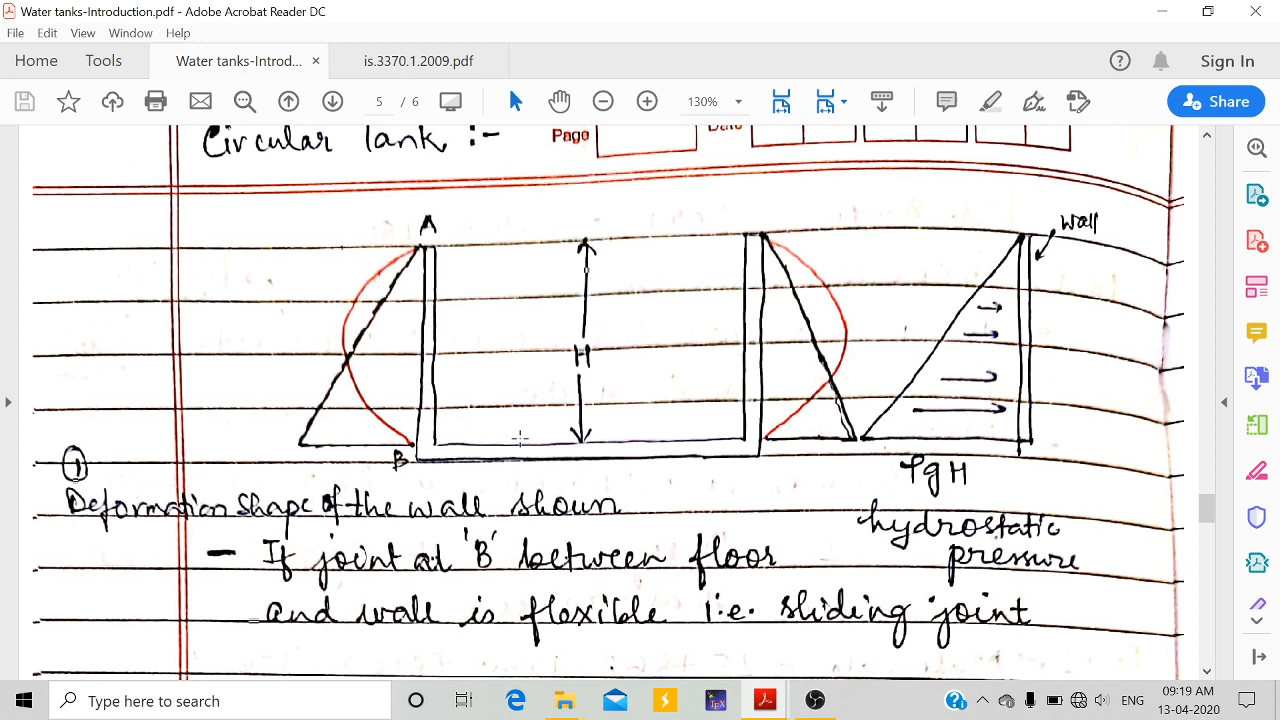 Water tanks-Introduction.pdf - Adobe Acrobat Reader DC
File Edit View Window Help
Home Tools Water tanks-Introd... × is.3370.1.2009.pdf Sign In
5 / 6 130% Share
Circular Tank :- Page Date
A
wall
H
B
ρgH
①
Deformation shape of the wall shown
hydrostatic
pressure
– If joint at 'B' between floor
and wall is flexible i.e. sliding joint
Type here to search
ENG
09:19 AM
13-04-2020